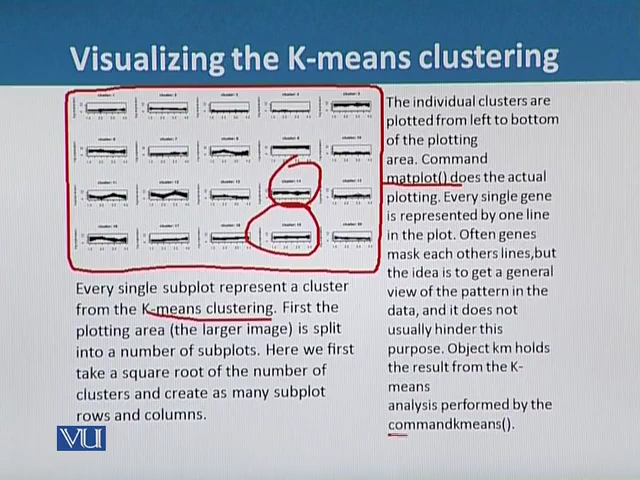 Visualizing the K-means clustering
Every single subplot represent a cluster
from the K-means clustering. First the
plotting area (the larger image) is split
into a number of subplots. Here we first
take a square root of the number of
clusters and create as many subplot
rows and columns.
The individual clusters are
plotted from left to bottom
of the plotting
area. Command
matplot() does the actual
plotting. Every single gene
is represented by one line
in the plot. Often genes
mask each others lines,but
the idea is to get a general
view of the pattern in the
data, and it does not
usually hinder this
purpose. Object km holds
the result from the K-
means
analysis performed by the
commandkmeans().
VU